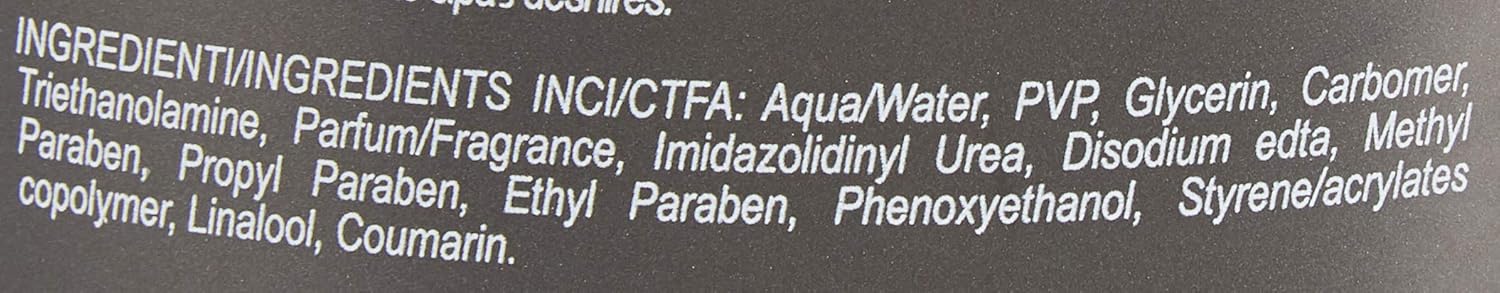 INGREDIENTI/INGREDIENTS INCI/CTFA: Aqua/Water, PVP, Glycerin, Carbomer,
Triethanolamine, Parfum/Fragrance, Imidazolidinyl Urea, Disodium edta, Methyl
Paraben, Propyl Paraben, Ethyl Paraben, Phenoxyethanol, Styrene/acrylates
copolymer, Linalool, Coumarin.